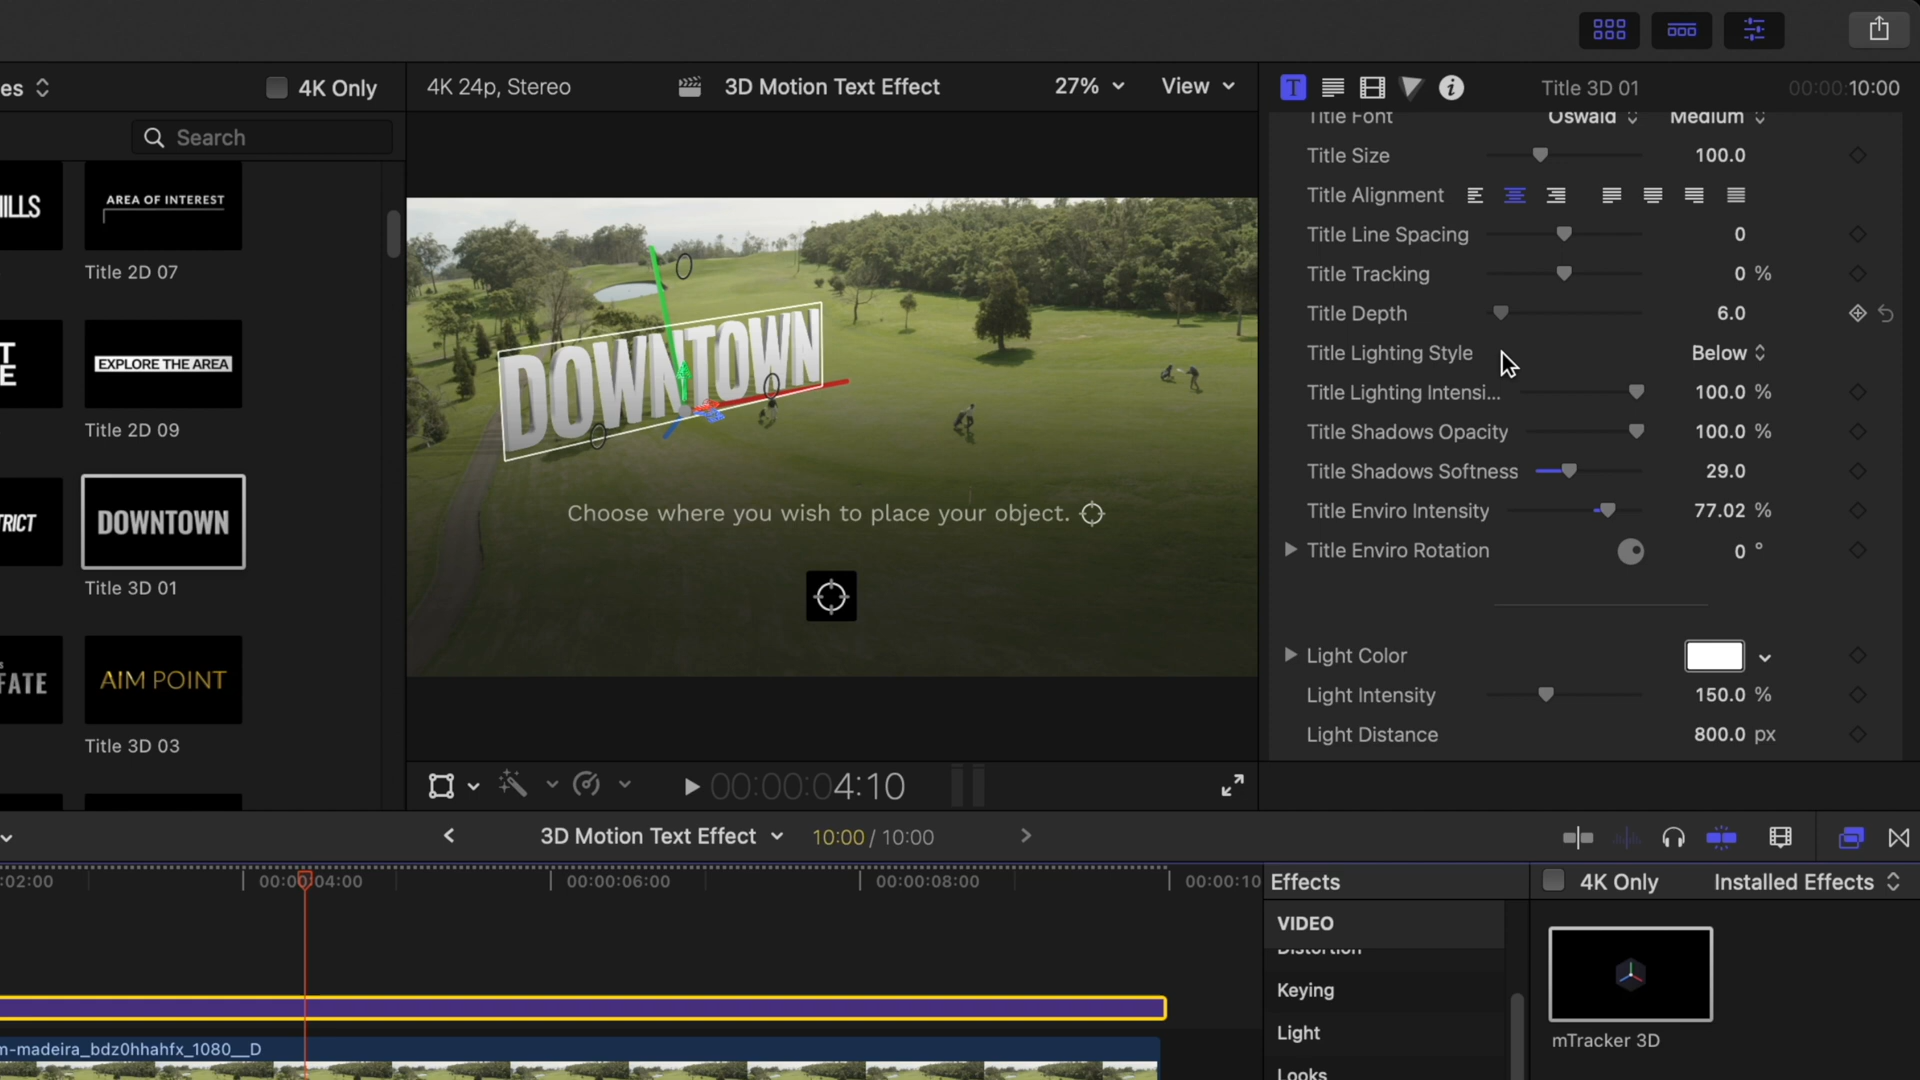 es
4K Only
Search
ILLS
AREA OF INTEREST
Title 2D 07
T
E
EXPLORE THE AREA
Title 2D 09
RICT
DOWNTOWN
Title 3D 01
S
FATE
AIM POINT
Title 3D 03
4K 24p, Stereo
3D Motion Text Effect
27%
View
DOWNTOWN
Choose where you wish to place your object.
00:00:04:10
T
i
Title 3D 01
00:00:10:00
Title Font
Oswald
Medium
Title Size
100.0
Title Alignment
Title Line Spacing
0
Title Tracking
0 %
Title Depth
6.0
Title Lighting Style
Below
Title Lighting Intensi...
100.0 %
Title Shadows Opacity
100.0 %
Title Shadows Softness
29.0
Title Enviro Intensity
77.02 %
Title Enviro Rotation
0 °
Light Color
Light Intensity
150.0 %
Light Distance
800.0 px
3D Motion Text Effect
10:00 / 10:00
:02:00
00:00:04:00
00:00:06:00
00:00:08:00
00:00:10
n-madeira_bdz0hhahfx_1080__D
Effects
4K Only
Installed Effects
VIDEO
Distortion
Keying
Light
Looks
mTracker 3D